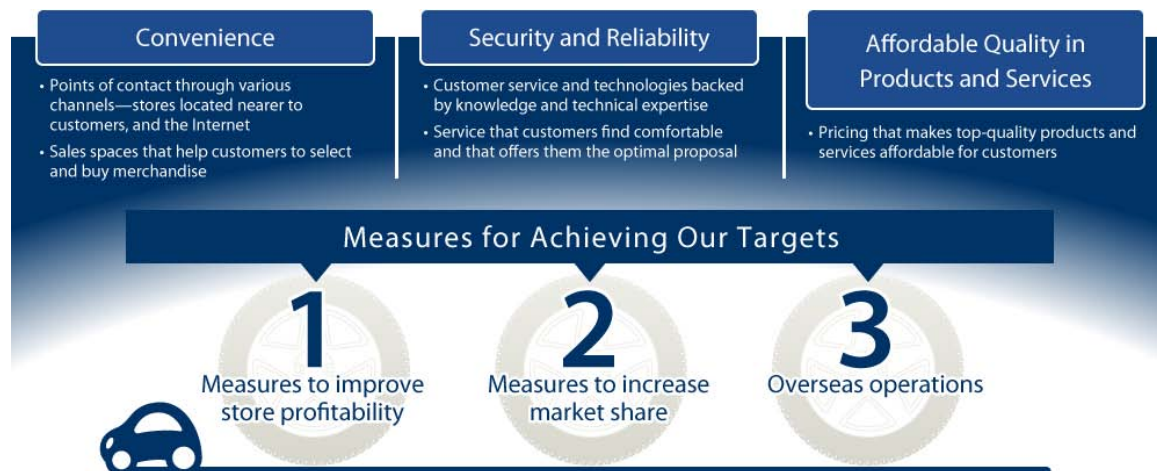 Convenience
• Points of contact through various
channels—stores located nearer to
customers, and the Internet
• Sales spaces that help customers to select
and buy merchandise
Security and Reliability
• Customer service and technologies backed
by knowledge and technical expertise
• Service that customers find comfortable
and that offers them the optimal proposal
Affordable Quality in
Products and Services
• Pricing that makes top-quality products and
services affordable for customers
Measures for Achieving Our Targets
1
Measures to improve
store profitability
2
Measures to increase
market share
3
Overseas operations